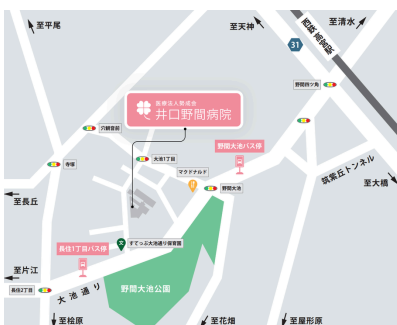 至平尾
至天神
至清水
西鉄高宮駅
31
野間四ツ角
医療法人弥成会
井口野間病院
穴観音前
野間大池バス停
大池1丁目
寺塚
マクドナルド
筑紫丘トンネル
至大橋
野間大池
至長丘
文
すてっぷ大池通り保育園
長住1丁目バス停
至片江
長住2丁目
大池通り
野間大池公園
至桧原
至花畑
至屋形原